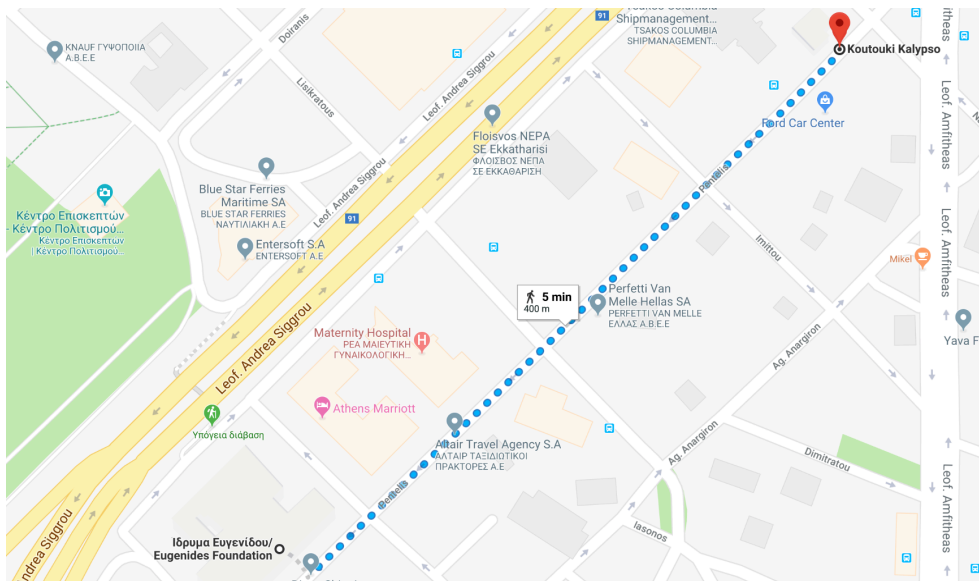 Tsakos Columbia
Shipmanagement...
TSAKOS COLUMBIA
SHIPMANAGEMENT...
91
Koutouki Kalypso
KNAUF ΓΥΨΟΠΟΙΙΑ
Α.Β.Ε.Ε
Doiranis
Lisikratous
Leof. Andrea Siggrou
Ford Car Center
Leof. Amfitheas
Floisvos NEPA
SE Ekkatharisi
ΦΛΟΙΣΒΟΣ ΝΕΠΑ
ΣΕ ΕΚΚΑΘΑΡΙΣΗ
Pentelis
Blue Star Ferries
Maritime SA
BLUE STAR FERRIES
ΝΑΥΤΙΛΙΑΚΗ Α.Ε
Leof. Andrea Siggrou
91
Κέντρο Επισκεπτών
- Κέντρο Πολιτισμού...
Κέντρο Επισκεπτών
| Κέντρο Πολιτισμού...
Entersoft S.A
ENTERSOFT A.E
Imittou
Leof. Amfitheas
Mikel
5 min
400 m
Perfetti Van
Melle Hellas SA
PERFETTI VAN MELLE
ΕΛΛΑΣ Α.Β.Ε.Ε
Maternity Hospital
ΡΕΑ ΜΑΙΕΥΤΙΚΗ
ΓΥΝΑΙΚΟΛΟΓΙΚΗ...
Leof. Andrea Siggrou
Ag. Anargiron
Yava F
Athens Marriott
Υπόγεια διάβαση
Altair Travel Agency S.A
ΑΛΤΑΙΡ ΤΑΞΙΔΙΩΤΙΚΟΙ
ΠΡΑΚΤΟΡΕΣ Α.Ε
Ag. Anargiron
Dimitratou
Leof. Amfitheas
Pentelis
Iasonos
Ιδρυμα Ευγενίδου/
Eugenides Foundation
Andrea Siggrou